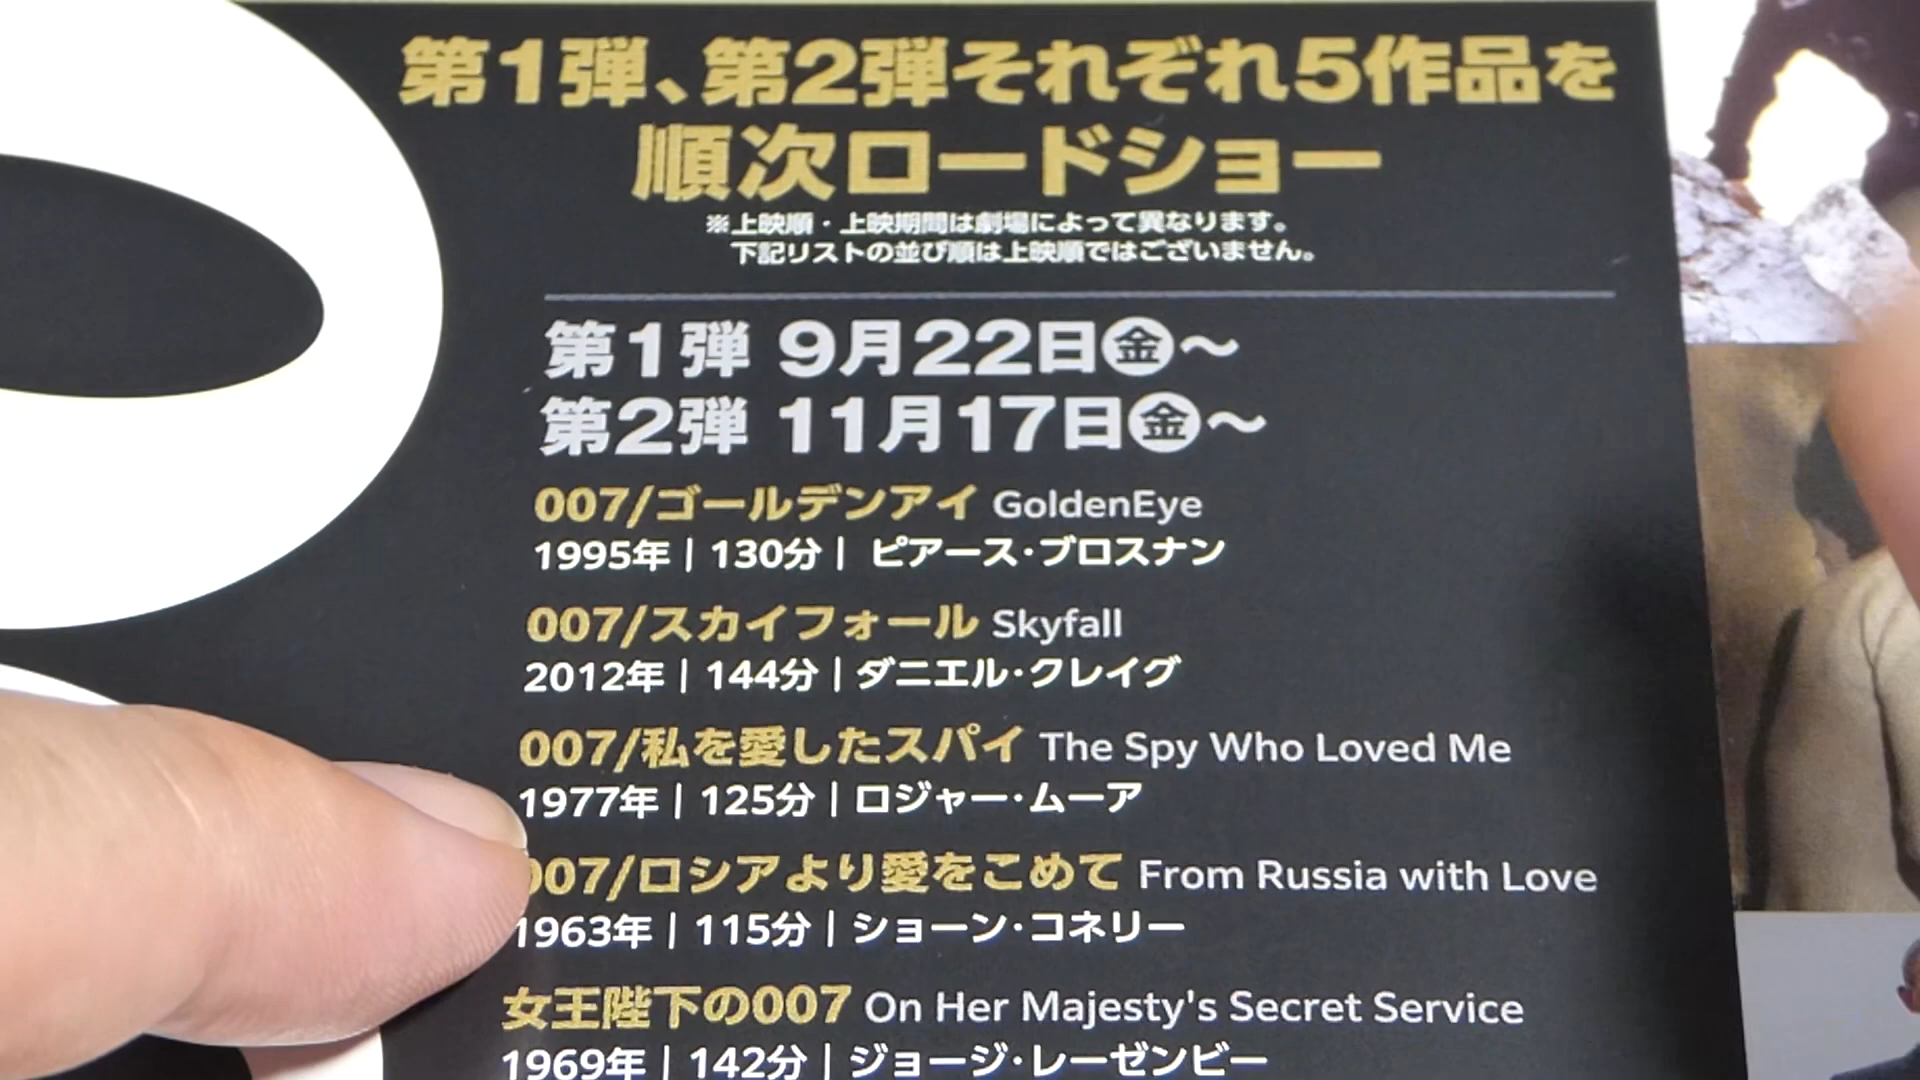 第1弾、第2弾それぞれ5作品を
順次ロードショー
※上映順・上映期間は劇場によって異なります。
下記リストの並び順は上映順ではございません。
第1弾 9月22日㊎〜
第2弾 11月17日㊎〜
007/ゴールデンアイ GoldenEye
1995年 | 130分 | ピアース・ブロスナン
007/スカイフォール Skyfall
2012年 | 144分 | ダニエル・クレイグ
007/私を愛したスパイ The Spy Who Loved Me
1977年 | 125分 | ロジャー・ムーア
007/ロシアより愛をこめて From Russia with Love
1963年 | 115分 | ショーン・コネリー
女王陛下の007 On Her Majesty's Secret Service
1969年 | 142分 | ジョージ・レーゼンビー